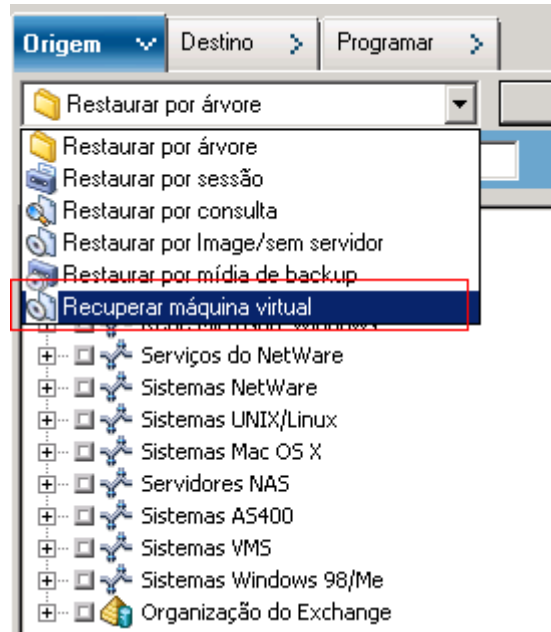 Origem Destino Programar
Restaurar por árvore
Restaurar por árvore
Restaurar por sessão
Restaurar por consulta
Restaurar por Image/sem servidor
Restaurar por mídia de backup
Recuperar máquina virtual
Serviços do NetWare
Sistemas NetWare
Sistemas UNIX/Linux
Sistemas Mac OS X
Servidores NAS
Sistemas AS400
Sistemas VMS
Sistemas Windows 98/Me
Organização do Exchange